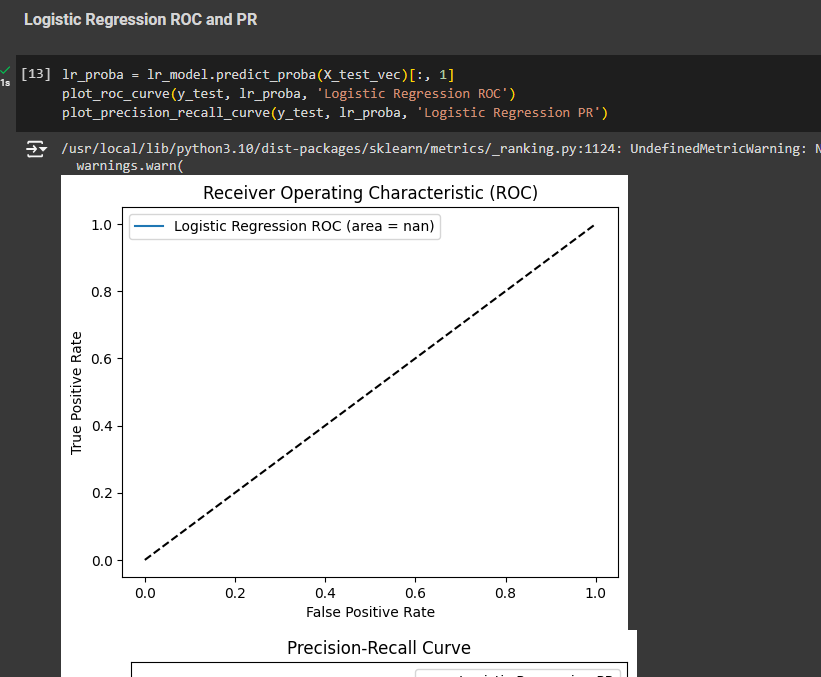 Logistic Regression ROC and PR
[13] lr_proba = lr_model.predict_proba(X_test_vec)[:, 1]
1s
plot_roc_curve(y_test, lr_proba, 'Logistic Regression ROC')
plot_precision_recall_curve(y_test, lr_proba, 'Logistic Regression PR')
/usr/local/lib/python3.10/dist-packages/sklearn/metrics/_ranking.py:1124: UndefinedMetricWarning: N
warnings.warn(
Receiver Operating Characteristic (ROC)
Logistic Regression ROC (area = nan)
1.0
0.8
0.6
0.4
0.2
0.0
True Positive Rate
0.0 0.2 0.4 0.6 0.8 1.0
False Positive Rate
Precision-Recall Curve
Logistic Regression PR